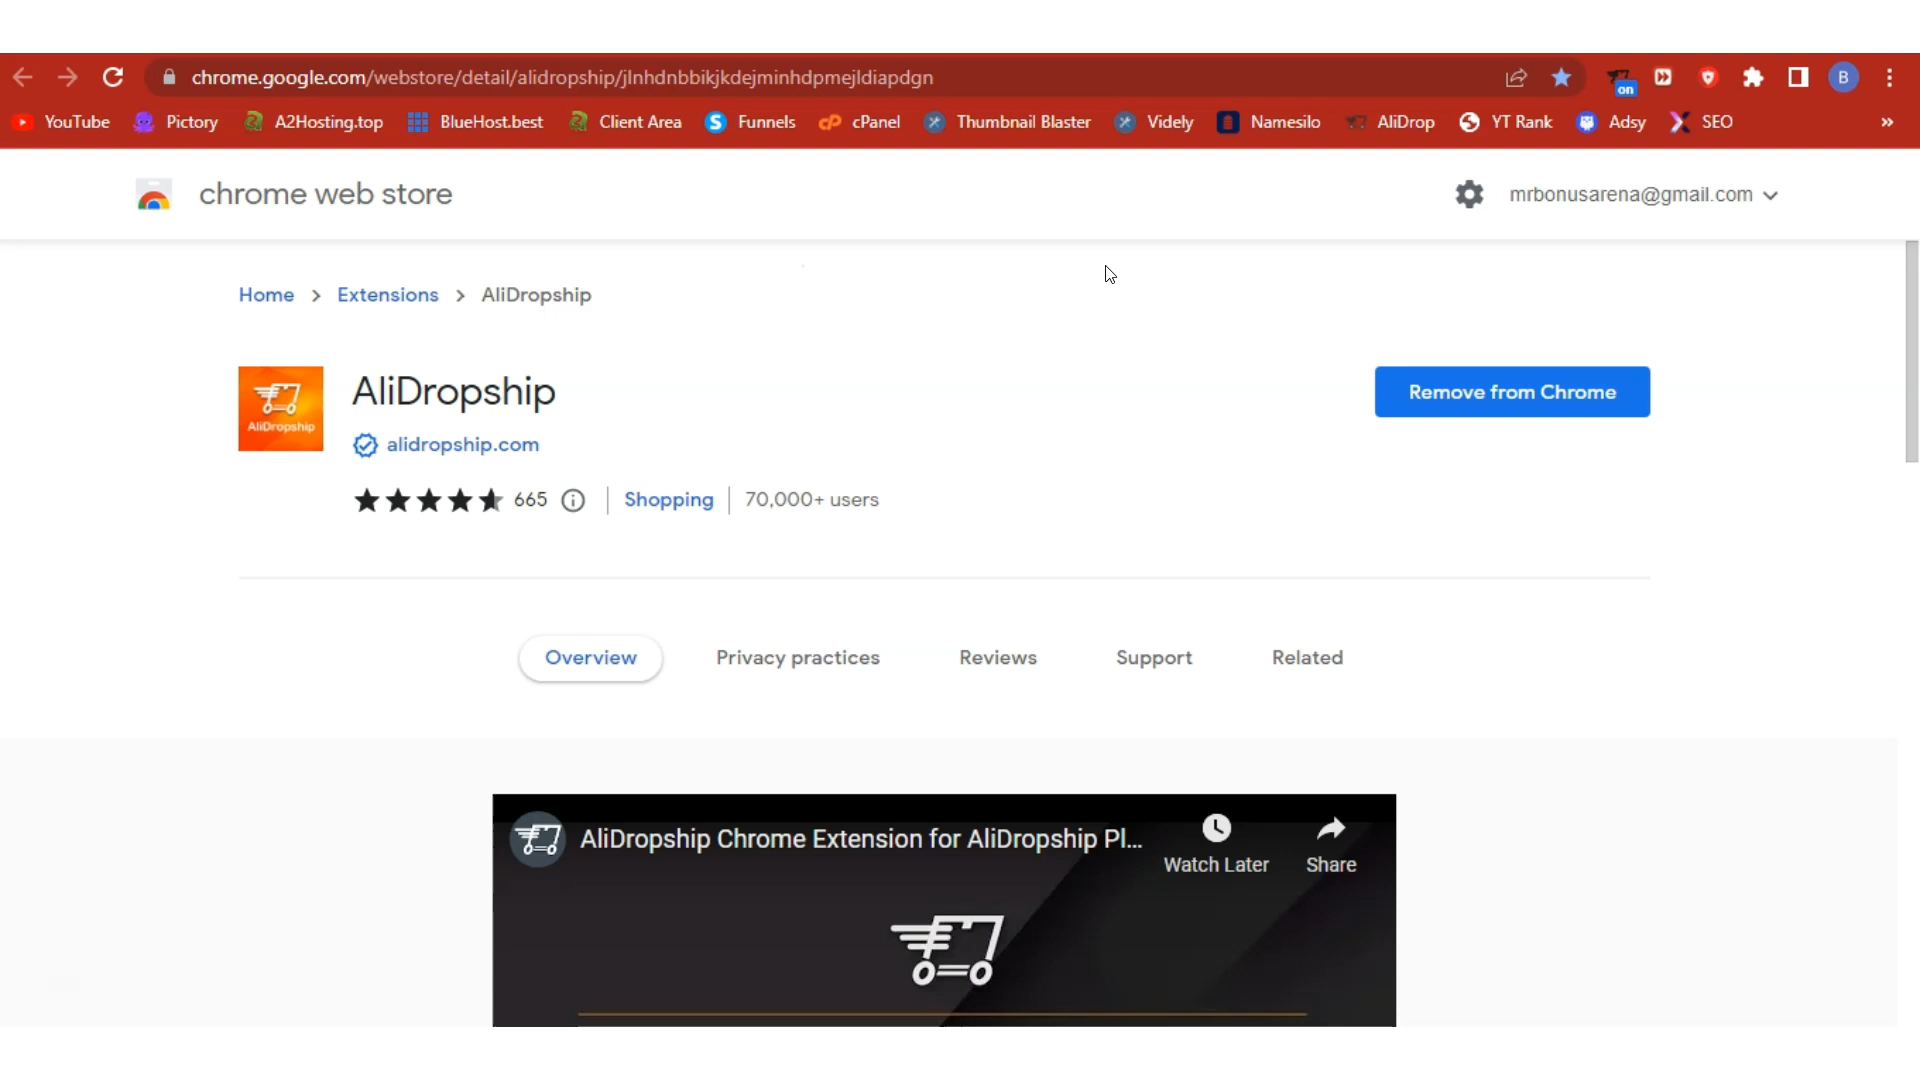 chrome.google.com/webstore/detail/alidropship/jlnhdnbbikjkdejminhdpmejldiapdgn
on
B
YouTube Pictory A2Hosting.top BlueHost.best Client Area Funnels cPanel Thumbnail Blaster Videly Namesilo AliDrop YT Rank Adsy SEO »
chrome web store
mrbonusarena@gmail.com
Home > Extensions > AliDropship
AliDropship
AliDropship
Remove from Chrome
alidropship.com
665 Shopping 70,000+ users
Overview Privacy practices Reviews Support Related
AliDropship Chrome Extension for AliDropship Pl...
Watch Later Share